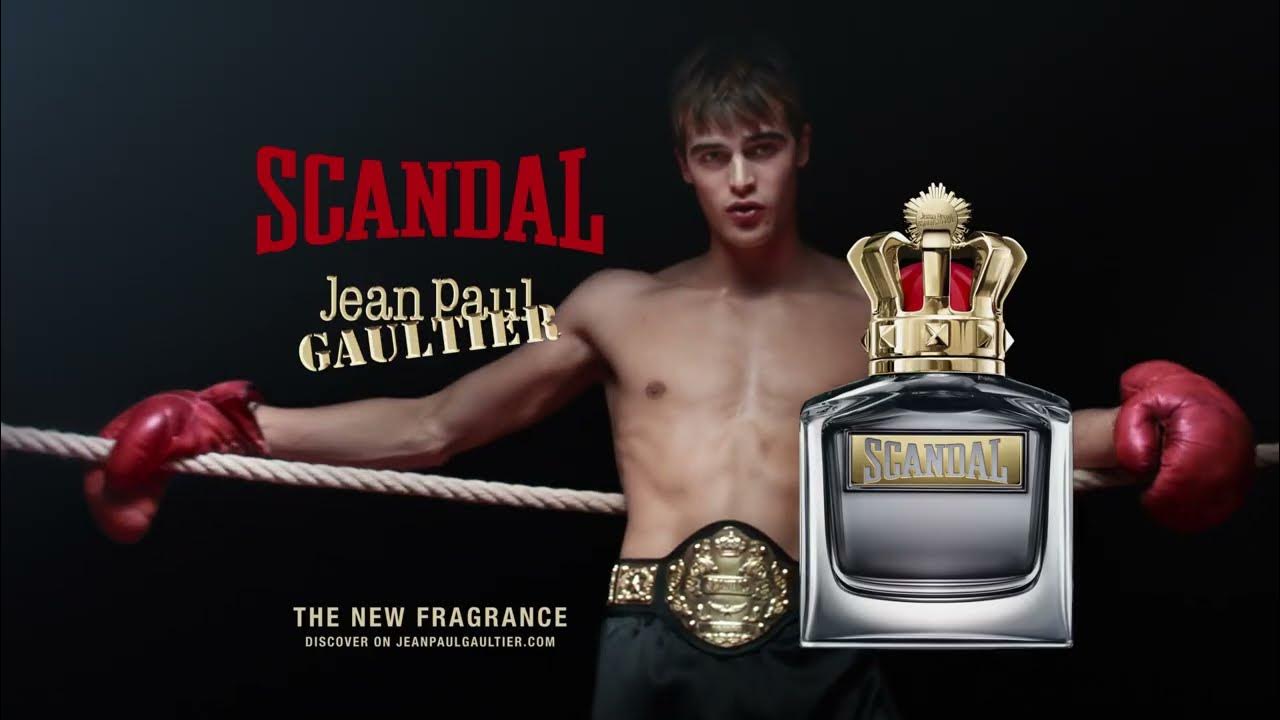 SCANDAL
Jean Paul
GAULTIER
THE NEW FRAGRANCE
DISCOVER ON JEANPAULGAULTIER.COM
SCANDAL